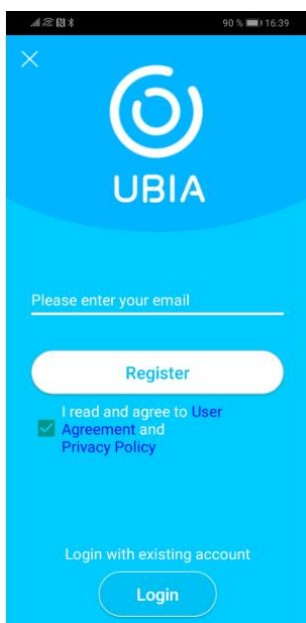 90 % 16:39
UBIA
Please enter your email
Register
I read and agree to User
Agreement and
Privacy Policy
Login with existing account
Login